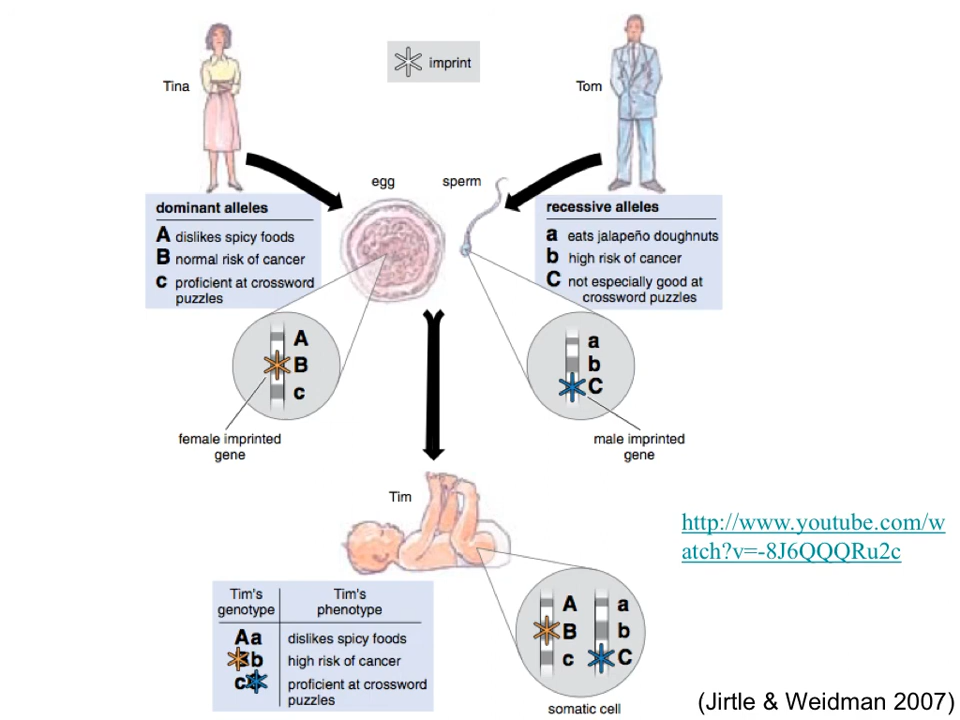 Tina
imprint
Tom
egg
sperm
dominant alleles
A dislikes spicy foods
B normal risk of cancer
c proficient at crossword
puzzles
recessive alleles
a eats jalapeño doughnuts
b high risk of cancer
C not especially good at
crossword puzzles
A
B
c
female imprinted
gene
a
b
C
male imprinted
gene
Tim
http://www.youtube.com/w
atch?v=-8J6QQQRu2c
Tim's
genotype
Tim's
phenotype
Aa dislikes spicy foods
b high risk of cancer
c proficient at crossword
puzzles
A a
B b
c C
somatic cell
(Jirtle & Weidman 2007)